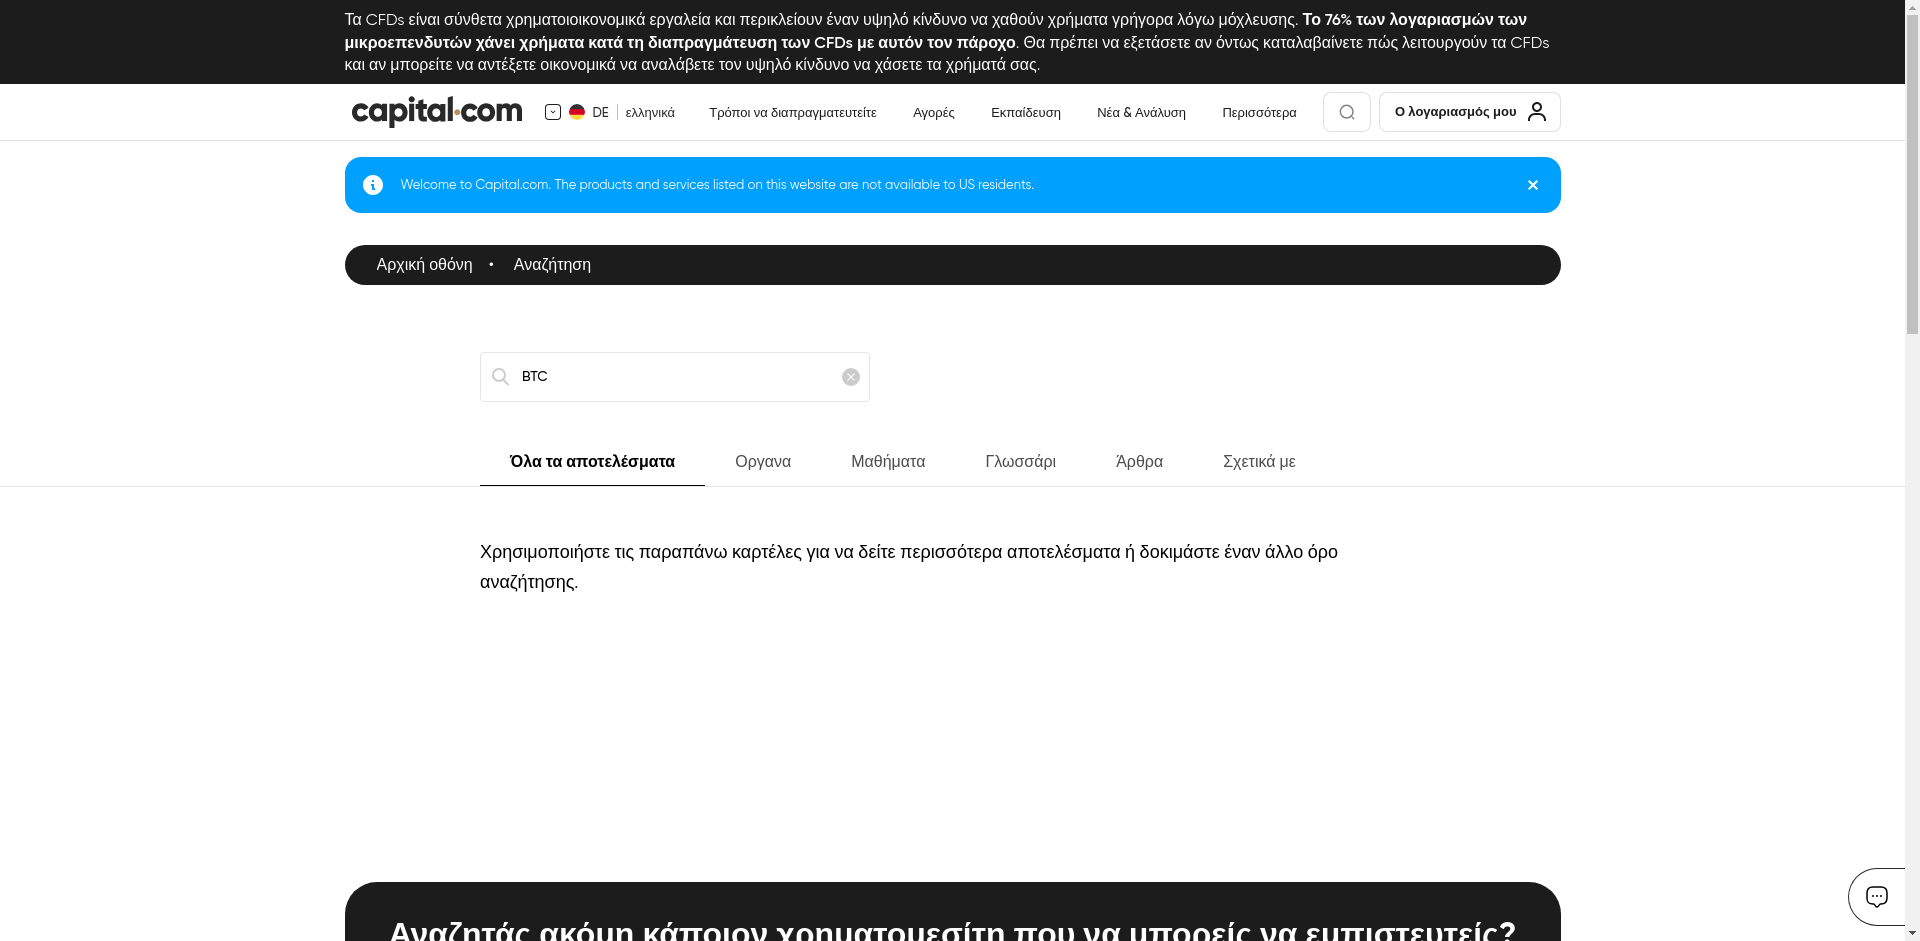 Τα CFDs είναι σύνθετα χρηματοιοικονομικά εργαλεία και περικλείουν έναν υψηλό κίνδυνο να χαθούν χρήματα γρήγορα λόγω μόχλευσης. Το 76% των λογαριασμών των
μικροεπενδυτών χάνει χρήματα κατά τη διαπραγμάτευση των CFDs με αυτόν τον πάροχο. Θα πρέπει να εξετάσετε αν όντως καταλαβαίνετε πώς λειτουργούν τα CFDs
και αν μπορείτε να αντέξετε οικονομικά να αναλάβετε τον υψηλό κίνδυνο να χάσετε τα χρήματά σας.
capital.com DE ελληνικά Τρόποι να διαπραγματευτείτε Αγορές Εκπαίδευση Νέα & Ανάλυση Περισσότερα Ο λογαριασμός μου
Welcome to Capital.com. The products and services listed on this website are not available to US residents.
Αρχική οθόνη • Αναζήτηση
BTC
Όλα τα αποτελέσματα Οργανα Μαθήματα Γλωσσάρι Άρθρα Σχετικά με
Χρησιμοποιήστε τις παραπάνω καρτέλες για να δείτε περισσότερα αποτελέσματα ή δοκιμάστε έναν άλλο όρο
αναζήτησης.
Αναζητάς ακόμη κάποιον χρηματομεσίτη που να μπορείς να εμπιστευτείς?